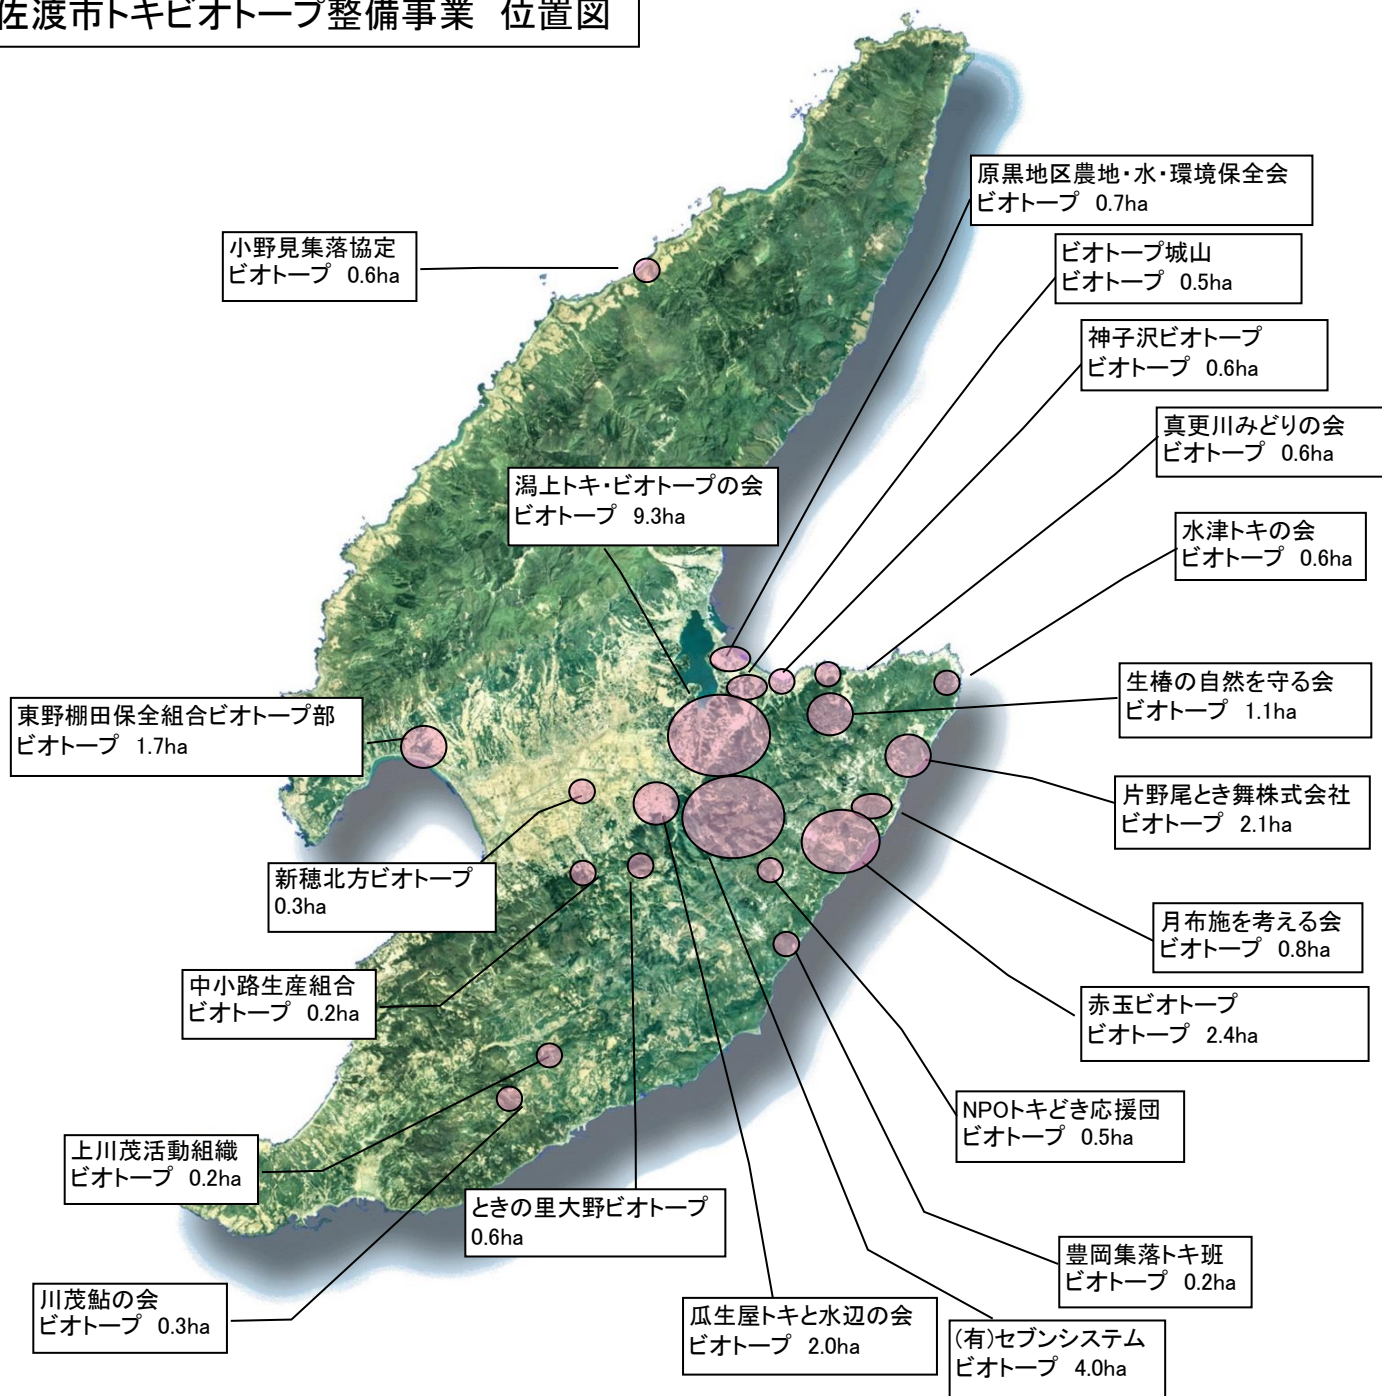 佐渡市トキビオトープ整備事業 位置図
原黒地区農地・水・環境保全会
ビオトープ 0.7ha
小野見集落協定
ビオトープ 0.6ha
ビオトープ城山
ビオトープ 0.5ha
神子沢ビオトープ
ビオトープ 0.6ha
真更川みどりの会
ビオトープ 0.6ha
潟上トキ・ビオトープの会
ビオトープ 9.3ha
水津トキの会
ビオトープ 0.6ha
生椿の自然を守る会
ビオトープ 1.1ha
東野棚田保全組合ビオトープ部
ビオトープ 1.7ha
片野尾とき舞株式会社
ビオトープ 2.1ha
新穂北方ビオトープ
0.3ha
月布施を考える会
ビオトープ 0.8ha
中小路生産組合
ビオトープ 0.2ha
赤玉ビオトープ
ビオトープ 2.4ha
NPOトキどき応援団
ビオトープ 0.5ha
上川茂活動組織
ビオトープ 0.2ha
ときの里大野ビオトープ
0.6ha
豊岡集落トキ班
ビオトープ 0.2ha
川茂鮎の会
ビオトープ 0.3ha
瓜生屋トキと水辺の会
ビオトープ 2.0ha
(有)セブンシステム
ビオトープ 4.0ha